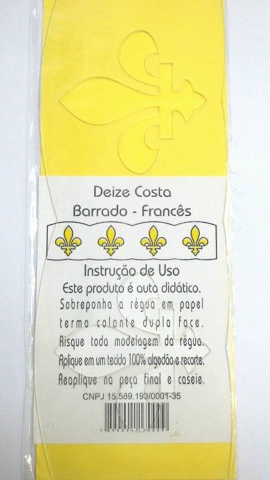 Deize Costa
Barrado - Francês
Instrução de Uso
Este produto é auto didático.
Sobreponha a régua em papel
termo colante dupla face.
Risque toda modelagem da régua.
Aplique em um tecido 100% algodão e recorte.
Reaplique na peça final e caseie.
CNPJ 15.589.193/0001-35